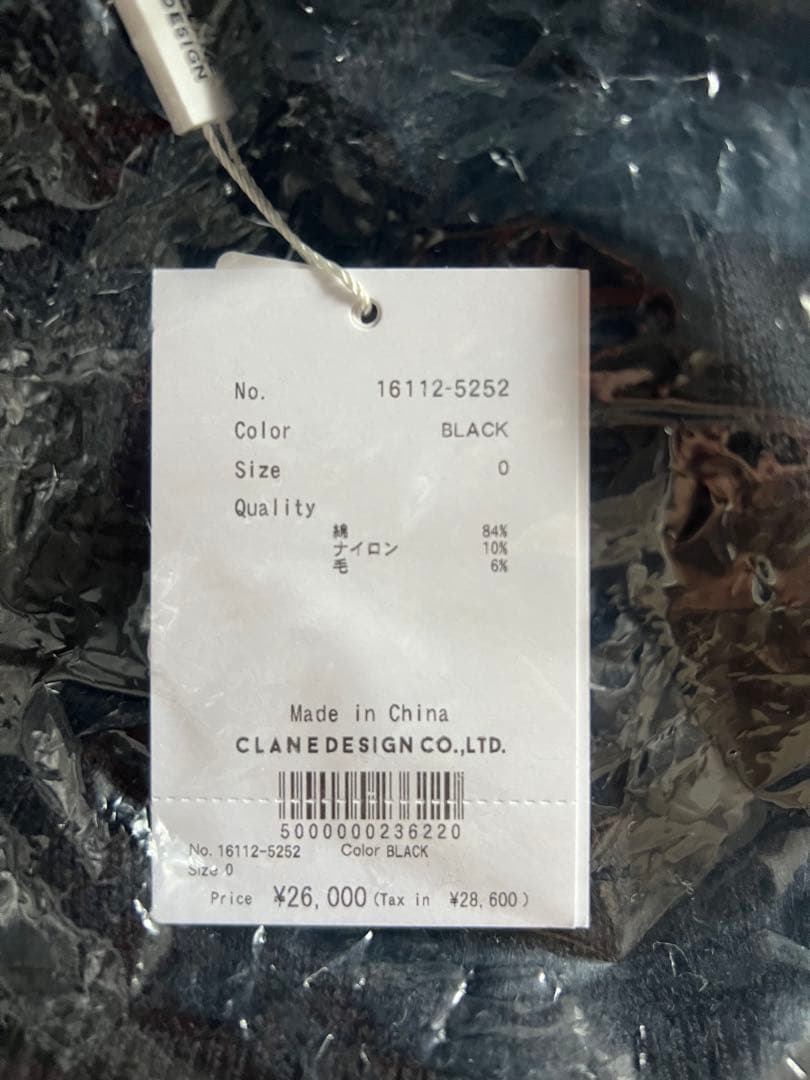 DESIGN
No. 16112-5252
Color BLACK
Size 0
Quality
綿 84%
ナイロン 10%
毛 6%
Made in China
CLANEDESIGN CO.,LTD.
5000000236220
No. 16112-5252 Color BLACK
Size 0
Price ¥26,000 (Tax in ¥28,600)